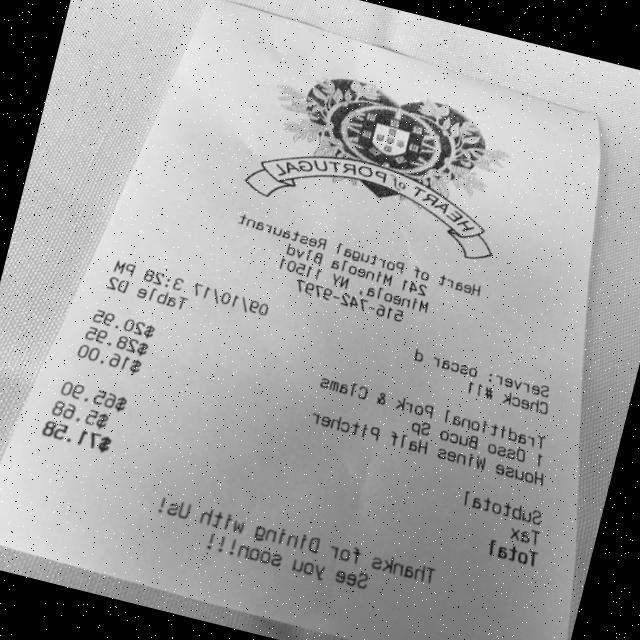 HEART of PORTUGAL
Heart of Portugal Restaurant
241 Mineola Blvd
Mineola, NY 11501
516-742-9797
Server: oscar d 09/10/17 3:28 PM
Check #11 Table D2
Traditional Pork & Clams $20.95
1 Osso Buco Sp $28.95
House Wines Half Pitcher $16.00
Subtotal $65.90
Tax $5.68
Total $71.58
Thanks for Dining with Us!
See you soon!!!